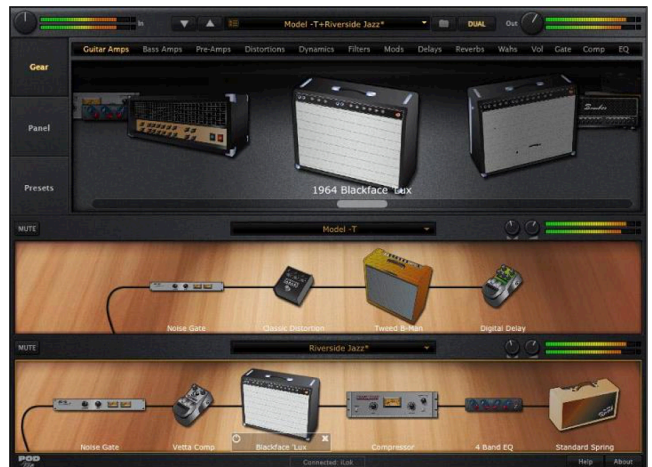 In
Model -T+Riverside Jazz*
DUAL
Out
Guitar Amps Bass Amps Pre-Amps Distortions Dynamics Filters Mods Delays Reverbs Wahs Vol Gate Comp EQ
Gear
Panel
Presets
1964 Blackface 'Lux
MUTE
Model -T
Noise Gate Classic Distortion Tweed B-Man Digital Delay
MUTE
Riverside Jazz*
Noise Gate Vetta Comp Blackface 'Lux Compressor 4 Band EQ Standard Spring
POD
Connected: iLok
Help About